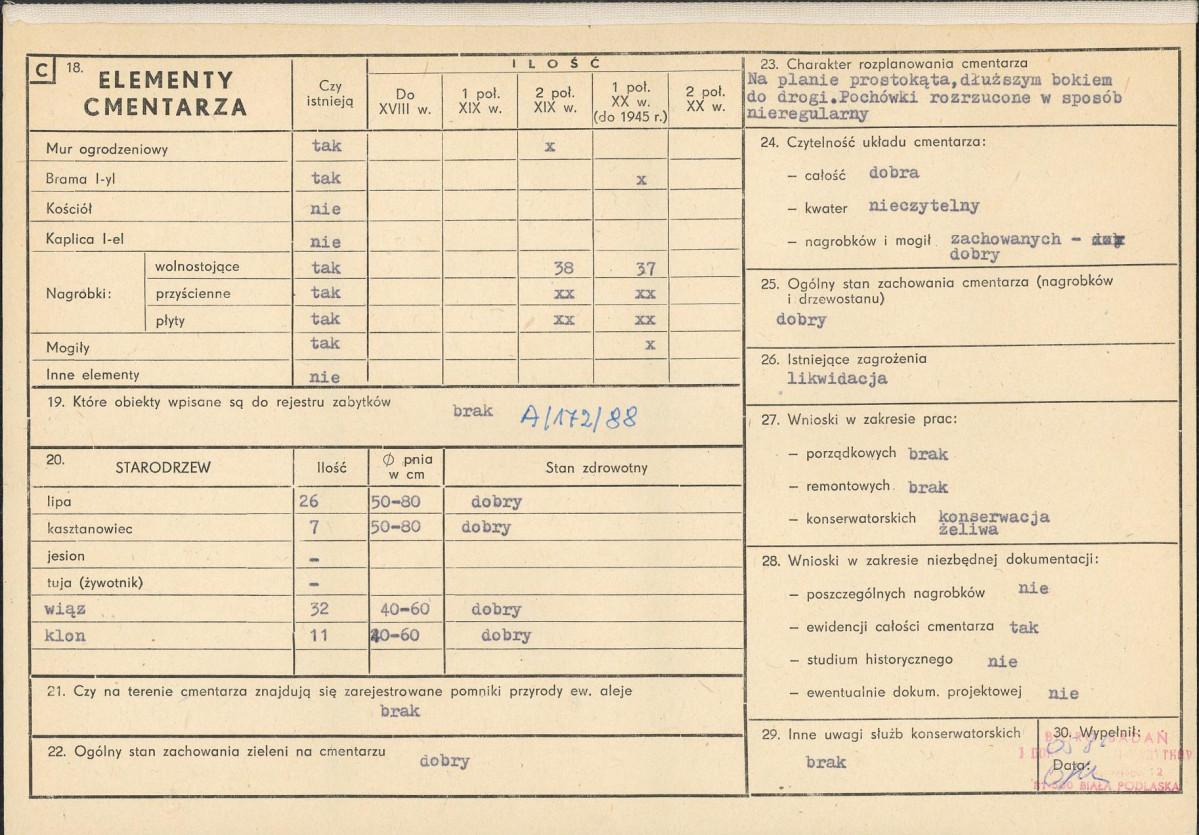 C 18. ELEMENTY CMENTARZA
Czy istnieją
ILOŚĆ
Do XVIII w.
1 poł. XIX w.
2 poł. XIX w.
1 poł. XX w. (do 1945 r.)
2 poł. XX w.
Mur ogrodzeniowy tak x
Brama I-yl tak x
Kościół nie
Kaplica I-el nie
Nagrobki:
wolnostojące tak 38 37
przyścienne tak xx xx
płyty tak xx xx
Mogiły tak x
Inne elementy nie
19. Które obiekty wpisane są do rejestru zabytków brak A/172/88
20. STARODRZEW Ilość Ø pnia w cm Stan zdrowotny
lipa 26 50-80 dobry
kasztanowiec 7 50-80 dobry
jesion -
tuja (żywotnik) -
wiąz 32 40-60 dobry
klon 11 40-60 dobry
21. Czy na terenie cmentarza znajdują się zarejestrowane pomniki przyrody ew. aleje
brak
22. Ogólny stan zachowania zieleni na cmentarzu
dobry
23. Charakter rozplanowania cmentarza
Na planie prostokąta,dłuższym bokiem
do drogi.Pochówki rozrzucone w sposób
nieregularny
24. Czytelność układu cmentarza:
– całość dobra
– kwater nieczytelny
– nagrobków i mogił zachowanych -
dobry
25. Ogólny stan zachowania cmentarza (nagrobków
i drzewostanu)
dobry
26. Istniejące zagrożenia
likwidacja
27. Wnioski w zakresie prac:
– porządkowych brak
– remontowych brak
– konserwatorskich konserwacja
żeliwa
28. Wnioski w zakresie niezbędnej dokumentacji:
– poszczególnych nagrobków nie
– ewidencji całości cmentarza tak
– studium historycznego nie
– ewentualnie dokum. projektowej nie
29. Inne uwagi służb konserwatorskich
brak
30. Wypełnił:
BADAŃ
Data:
BIAŁA PODLASKA